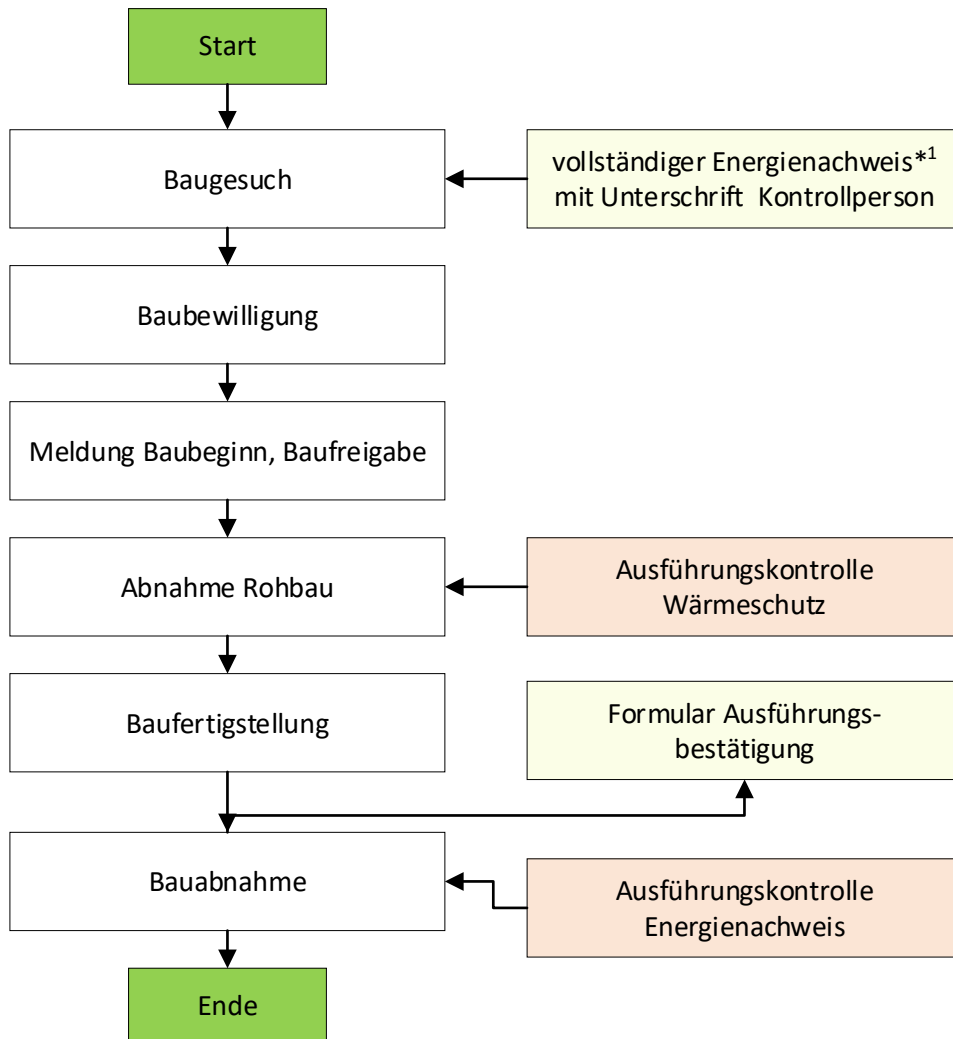 Start
Baugesuch
vollständiger Energienachweis*¹
mit Unterschrift Kontrollperson
Baubewilligung
Meldung Baubeginn, Baufreigabe
Abnahme Rohbau
Ausführungskontrolle
Wärmeschutz
Baufertigstellung
Formular Ausführungs-
bestätigung
Bauabnahme
Ausführungskontrolle
Energienachweis
Ende